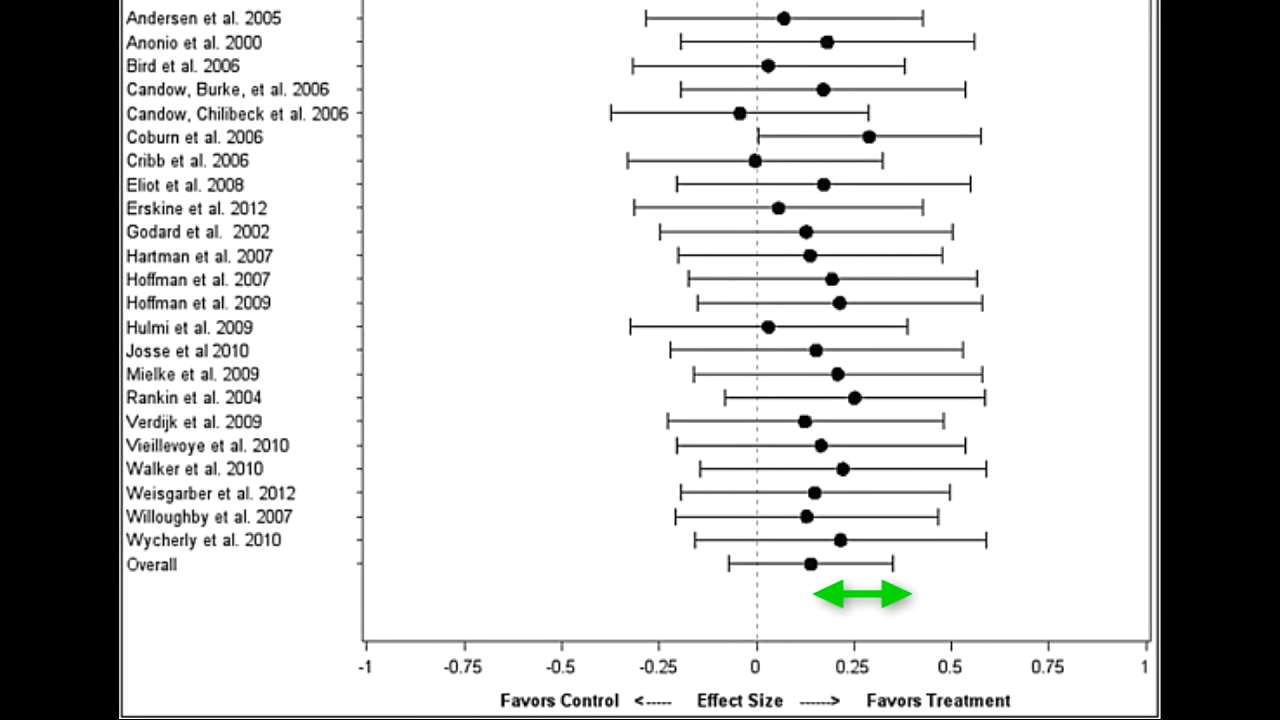 Andersen et al. 2005
Anonio et al. 2000
Bird et al. 2006
Candow, Burke, et al. 2006
Candow, Chilibeck et al. 2006
Coburn et al. 2006
Cribb et al. 2006
Eliot et al. 2008
Erskine et al. 2012
Godard et al. 2002
Hartman et al. 2007
Hoffman et al. 2007
Hoffman et al. 2009
Hulmi et al. 2009
Josse et al 2010
Mielke et al. 2009
Rankin et al. 2004
Verdijk et al. 2009
Vieillevoye et al. 2010
Walker et al. 2010
Weisgarber et al. 2012
Willoughby et al. 2007
Wycherly et al. 2010
Overall
-1 -0.75 -0.5 -0.25 0 0.25 0.5 0.75 1
Favors Control <----- Effect Size -----> Favors Treatment